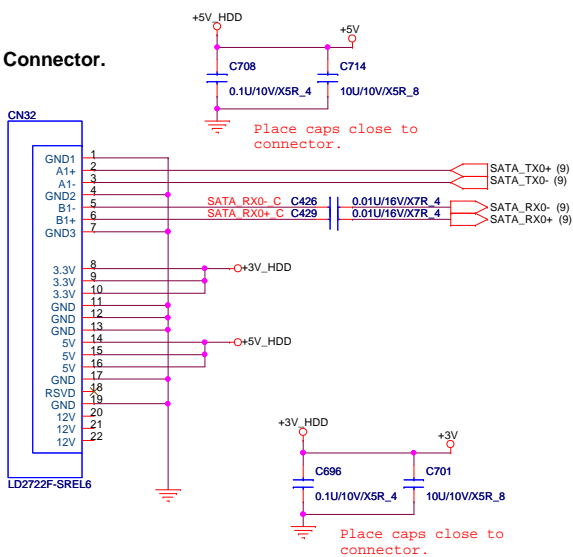 +5V_HDD
+5V
Connector.
C708
C714
0.1U/10V/X5R_4
10U/10V/X5R_8
CN32
Place caps close to
connector.
GND1 1
A1+ 2
A1- 3
GND2 4
B1- 5
B1+ 6
GND3 7
SATA_TX0+ (9)
SATA_TX0- (9)
SATA_RX0-_C C426 0.01U/16V/X7R_4 SATA_RX0- (9)
SATA_RX0+_C C429 0.01U/16V/X7R_4 SATA_RX0+ (9)
3.3V 8
3.3V 9
3.3V 10
+3V_HDD
GND 11
GND 12
GND 13
5V 14
5V 15
5V 16
+5V_HDD
GND 17
RSVD 18
GND 19
12V 20
12V 21
12V 22
LD2722F-SREL6
+3V_HDD
+3V
C696
C701
0.1U/10V/X5R_4
10U/10V/X5R_8
Place caps close to
connector.